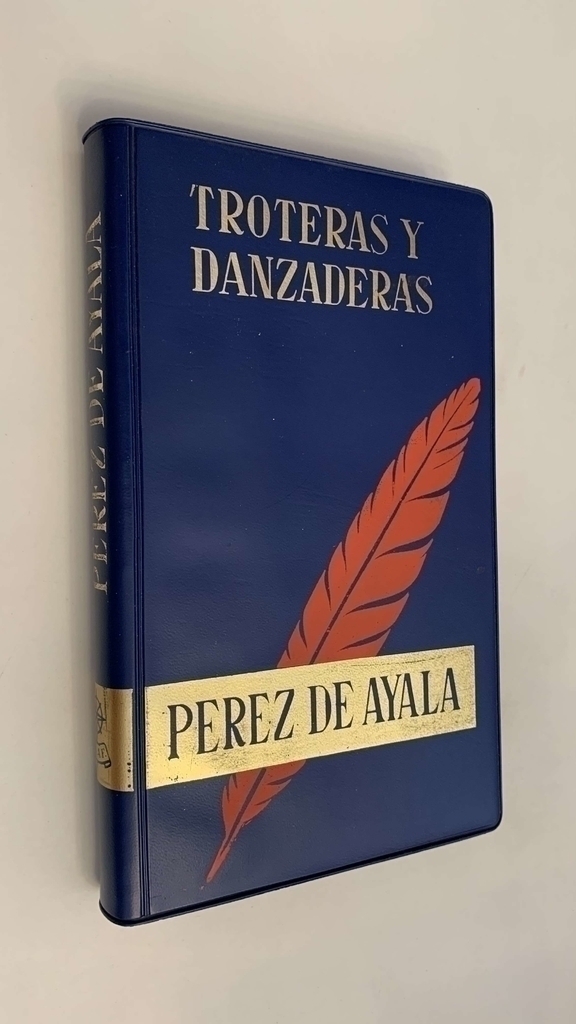 TROTERAS Y
DANZADERAS
PEREZ DE AYALA
PEREZ DE AYALA